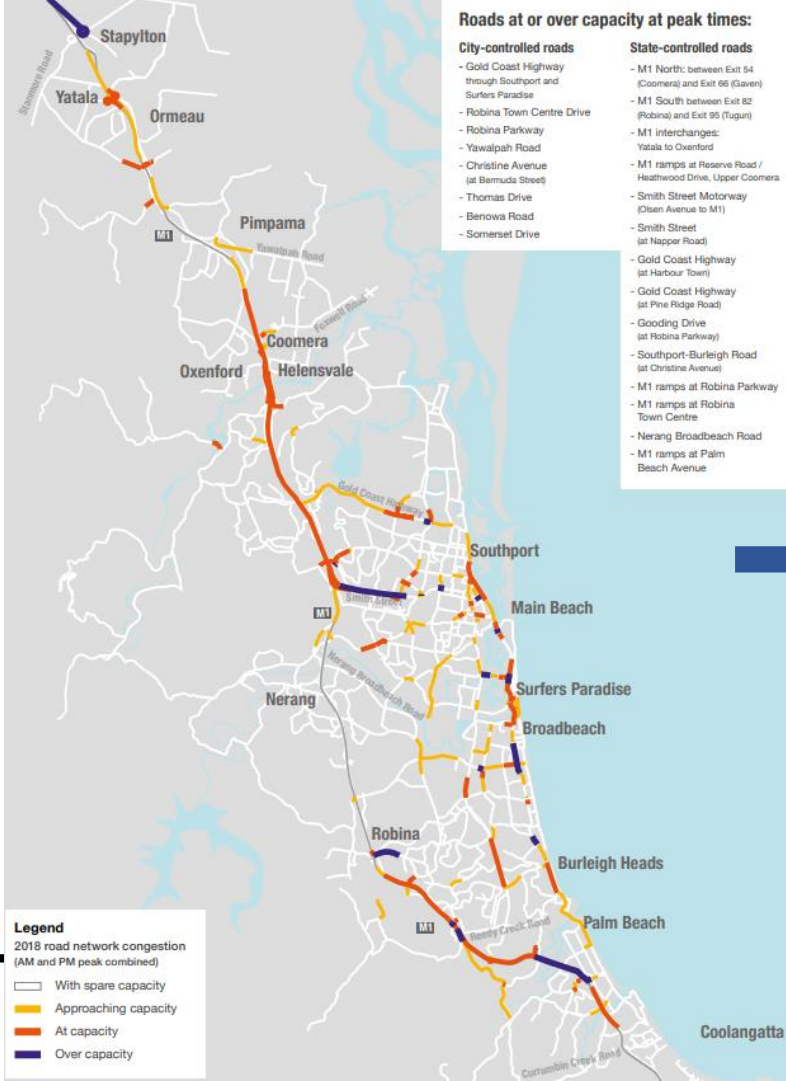 Roads at or over capacity at peak times:
City-controlled roads
- Gold Coast Highway
through Southport and
Surfers Paradise
- Robina Town Centre Drive
- Robina Parkway
- Yawalpah Road
- Christine Avenue
(at Bermuda Street)
- Thomas Drive
- Benowa Road
- Somerset Drive
State-controlled roads
- M1 North: between Exit 54
(Coomera) and Exit 66 (Gaven)
- M1 South between Exit 82
(Robina) and Exit 95 (Tugun)
- M1 interchanges:
Yatala to Oxenford
- M1 ramps at Reserve Road /
Heathwood Drive, Upper Coomera
- Smith Street Motorway
(Olsen Avenue to M1)
- Smith Street
(at Napper Road)
- Gold Coast Highway
(at Harbour Town)
- Gold Coast Highway
(at Pine Ridge Road)
- Gooding Drive
(at Robina Parkway)
- Southport-Burleigh Road
(at Christine Avenue)
- M1 ramps at Robina Parkway
- M1 ramps at Robina
Town Centre
- Nerang Broadbeach Road
- M1 ramps at Palm
Beach Avenue
Stapylton
Stanmore Road
Yatala
Ormeau
Pimpama
M1
Yawalpah Road
Foxwell Road
Coomera
Oxenford
Helensvale
Gold Coast Highway
Southport
Smith Street
Main Beach
M1
Nerang Broadbeach Road
Nerang
Surfers Paradise
Broadbeach
Robina
Burleigh Heads
Palm Beach
M1
Reedy Creek Road
Coolangatta
Currumbin Creek Road
Legend
2018 road network congestion
(AM and PM peak combined)
With spare capacity
Approaching capacity
At capacity
Over capacity